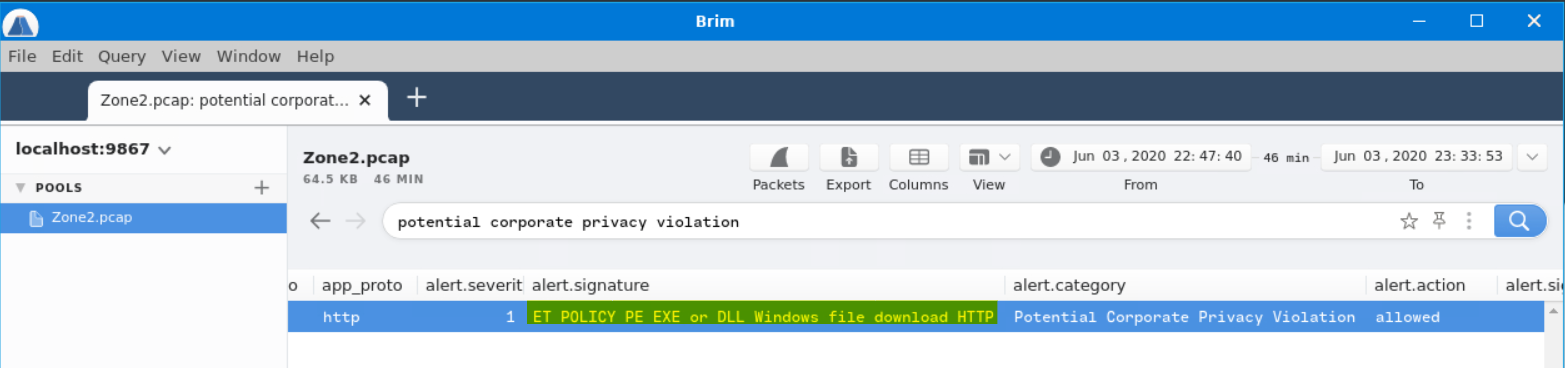 Brim
File Edit Query View Window Help
Zone2.pcap: potential corporat...
localhost:9867
POOLS
Zone2.pcap
Zone2.pcap
64.5 KB 46 MIN
Packets Export Columns View
Jun 03, 2020 22:47:40 46 min Jun 03, 2020 23:33:53
From To
potential corporate privacy violation
o app_proto alert.severit alert.signature alert.category alert.action alert.si
http 1 ET POLICY PE EXE or DLL Windows file download HTTP Potential Corporate Privacy Violation allowed